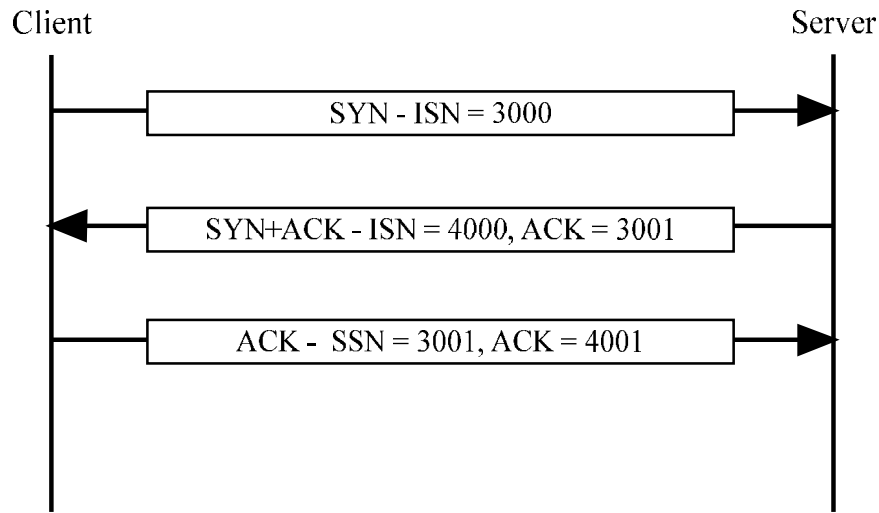 Client
Server
SYN - ISN = 3000
SYN+ACK - ISN = 4000, ACK = 3001
ACK - SSN = 3001, ACK = 4001